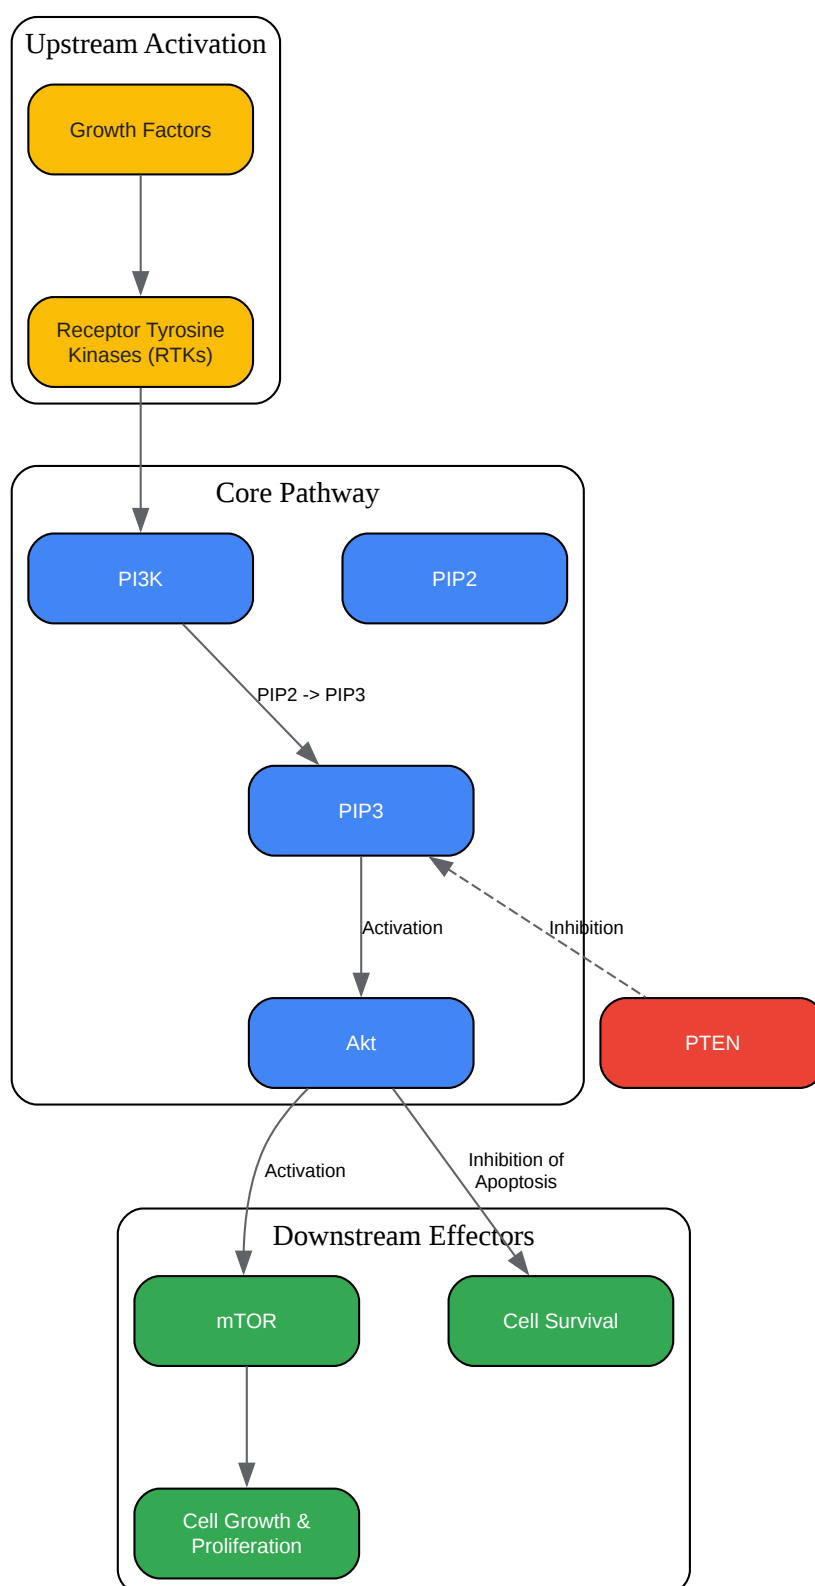 Upstream Activation
Growth Factors
Receptor Tyrosine
Kinases (RTKs)
Core Pathway
PI3K
PIP2
PIP2 -> PIP3
PIP3
Activation
Inhibition
Akt
PTEN
Activation
Inhibition of
Apoptosis
Downstream Effectors
mTOR
Cell Survival
Cell Growth &
Proliferation